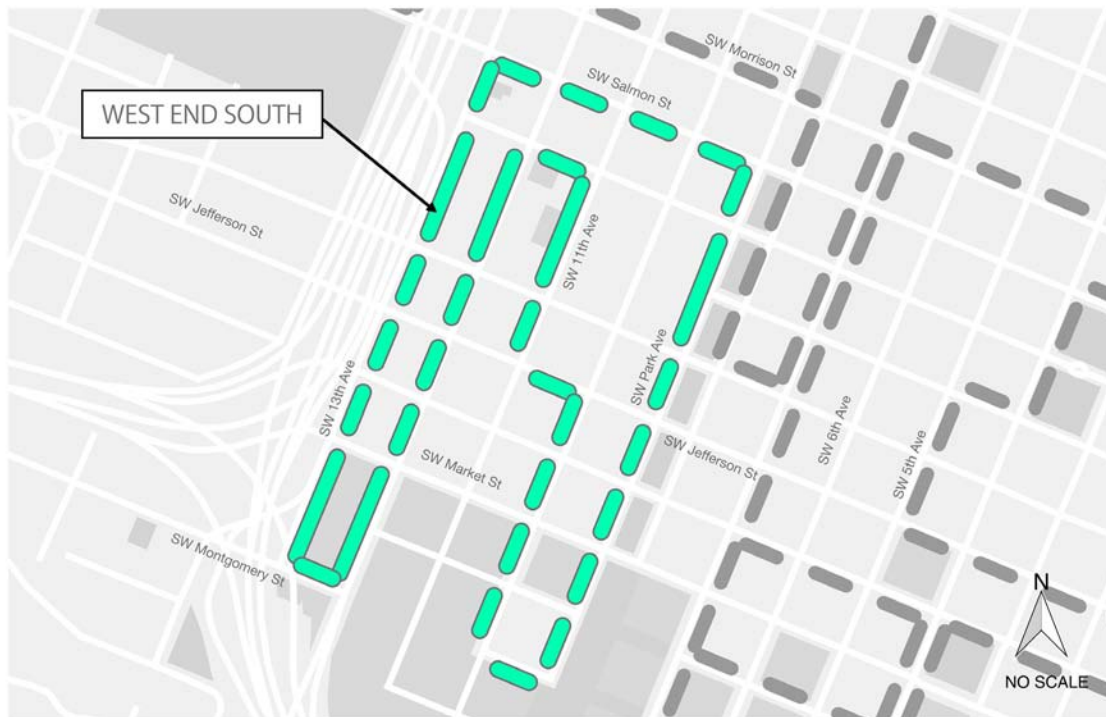 SW Morrison St
SW Salmon St
WEST END SOUTH
SW Jefferson St
SW 11th Ave
SW Park Ave
SW 13th Ave
SW 6th Ave
SW Jefferson St
SW 5th Ave
SW Market St
SW Montgomery St
N
NO SCALE